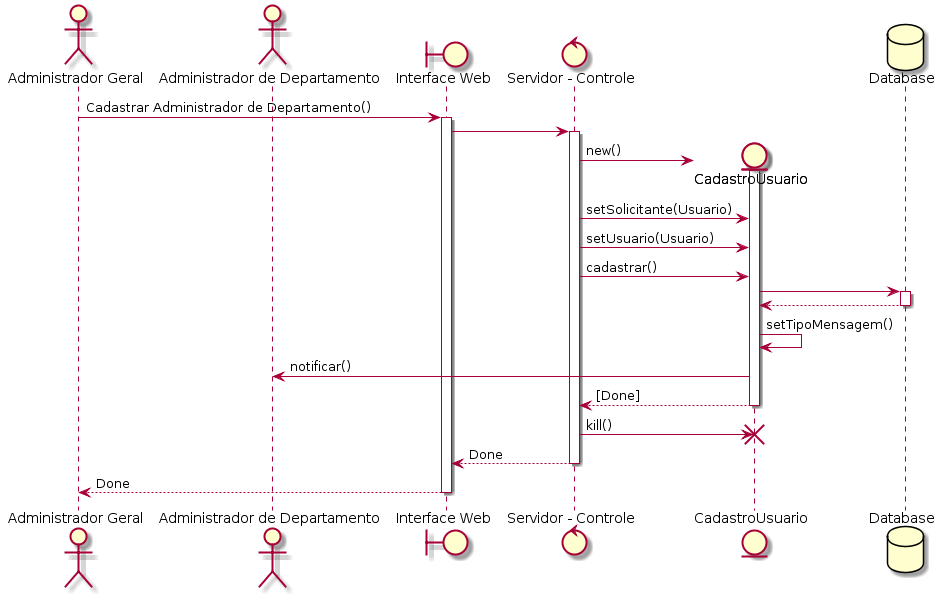 Administrador Geral
Administrador de Departamento
Interface Web
Servidor - Controle
Database
Cadastrar Administrador de Departamento()
new()
CadastroUsuario
setSolicitante(Usuario)
setUsuario(Usuario)
cadastrar()
setTipoMensagem()
notificar()
[Done]
kill()
Done
Done
Administrador Geral
Administrador de Departamento
Interface Web
Servidor - Controle
CadastroUsuario
Database